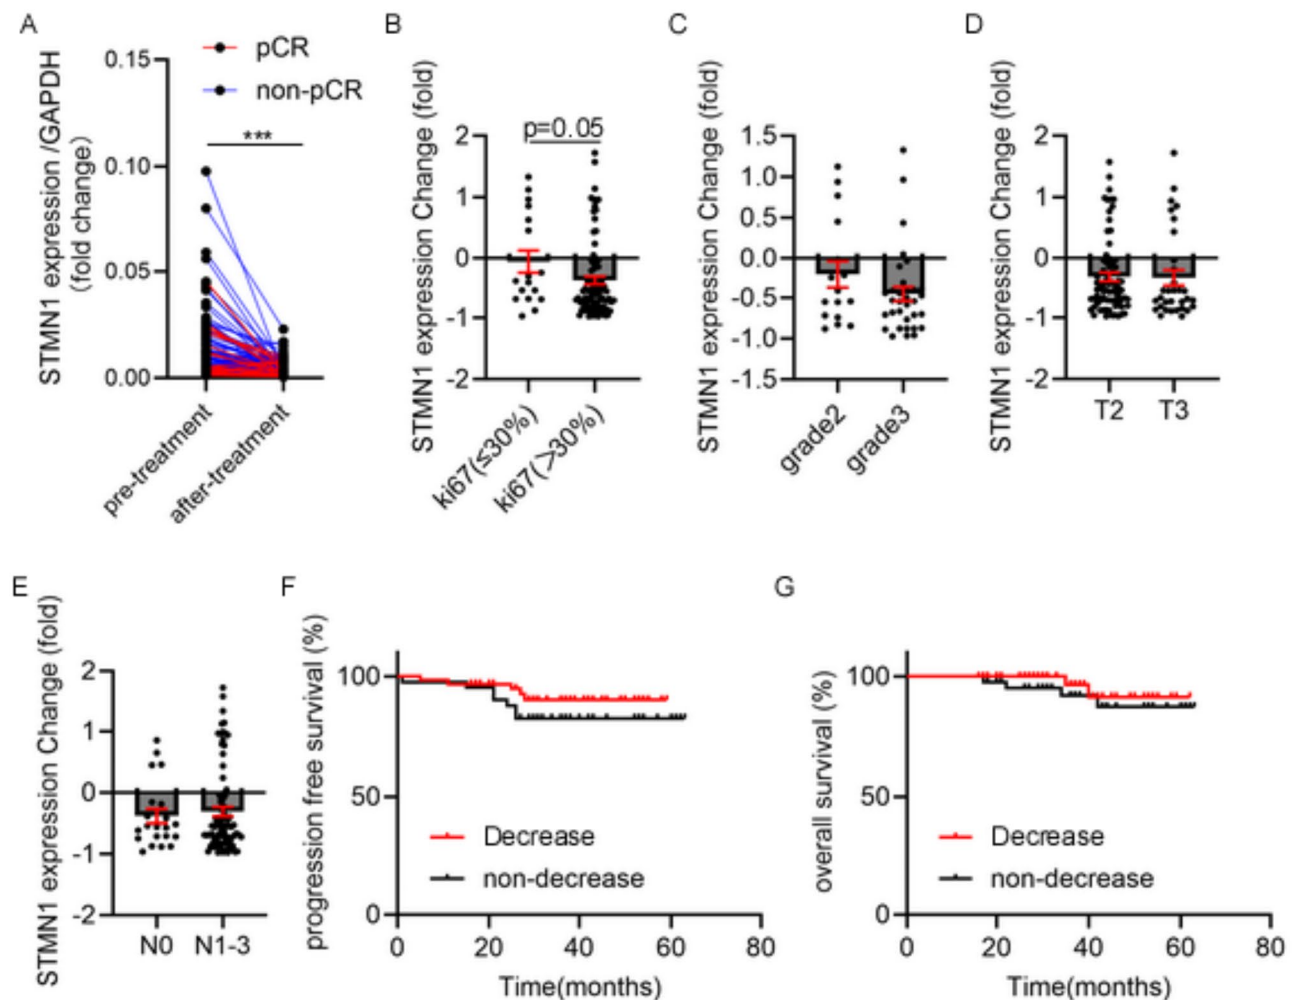 A
STMN1 expression /GAPDH
(fold change)
pCR
non-pCR
***
0.15
0.10
0.05
0.00
pre-treatment
after-treatment
B
STMN1 expression Change (fold)
p=0.05
2
1
0
-1
-2
ki67(≤30%)
ki67(>30%)
C
STMN1 expression Change (fold)
1.5
1.0
0.5
0.0
-0.5
-1.0
-1.5
grade2
grade3
D
STMN1 expression Change (fold)
2
1
0
-1
-2
T2
T3
E
STMN1 expression Change (fold)
2
1
0
-1
-2
N0
N1-3
F
progression free survival (%)
100
50
0
Decrease
non-decrease
0 20 40 60 80
Time(months)
G
overall survival (%)
100
50
0
Decrease
non-decrease
0 20 40 60 80
Time(months)